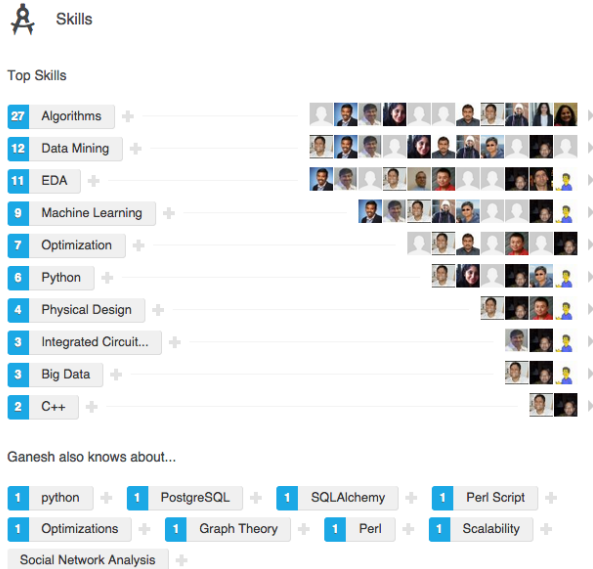 Skills
Top Skills
27 Algorithms
12 Data Mining
11 EDA
9 Machine Learning
7 Optimization
6 Python
4 Physical Design
3 Integrated Circuit...
3 Big Data
2 C++
Ganesh also knows about...
1 python 1 PostgreSQL 1 SQLAlchemy 1 Perl Script
1 Optimizations 1 Graph Theory 1 Perl 1 Scalability
Social Network Analysis